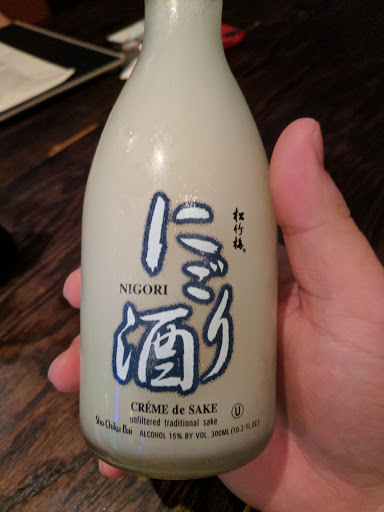 松竹梅。
にごり
酒
NIGORI
CRÉME de SAKE
unfiltered traditional sake
Sho Chiku Bai
ALCOHOL 15% BY VOL. 300ML (10.2 FL.OZ.)
U